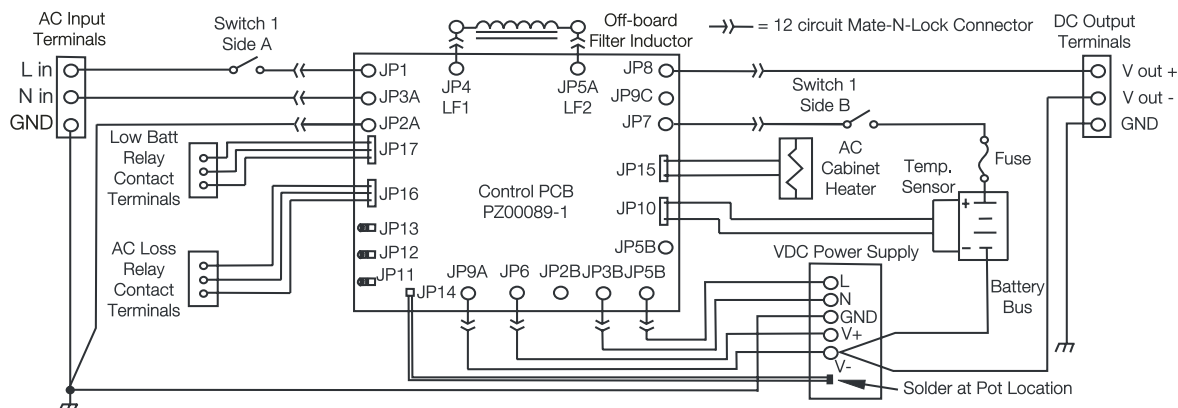 AC Input
Terminals
Switch 1
Side A
Off-board
Filter Inductor
= 12 circuit Mate-N-Lock Connector
DC Output
Terminals
L in
N in
GND
JP1
JP3A
JP2A
JP4
LF1
JP5A
LF2
JP8
JP9C
JP7
Switch 1
Side B
V out +
V out -
GND
Low Batt
Relay
Contact
Terminals
JP17
JP16
Control PCB
PZ00089-1
JP15
JP10
AC
Cabinet
Heater
Temp.
Sensor
Fuse
+
-
AC Loss
Relay
Contact
Terminals
JP13
JP12
JP11
JP14
JP9A
JP6
JP2B
JP3B
JP5B
JP5B
VDC Power Supply
L
N
GND
V+
V-
Battery
Bus
Solder at Pot Location